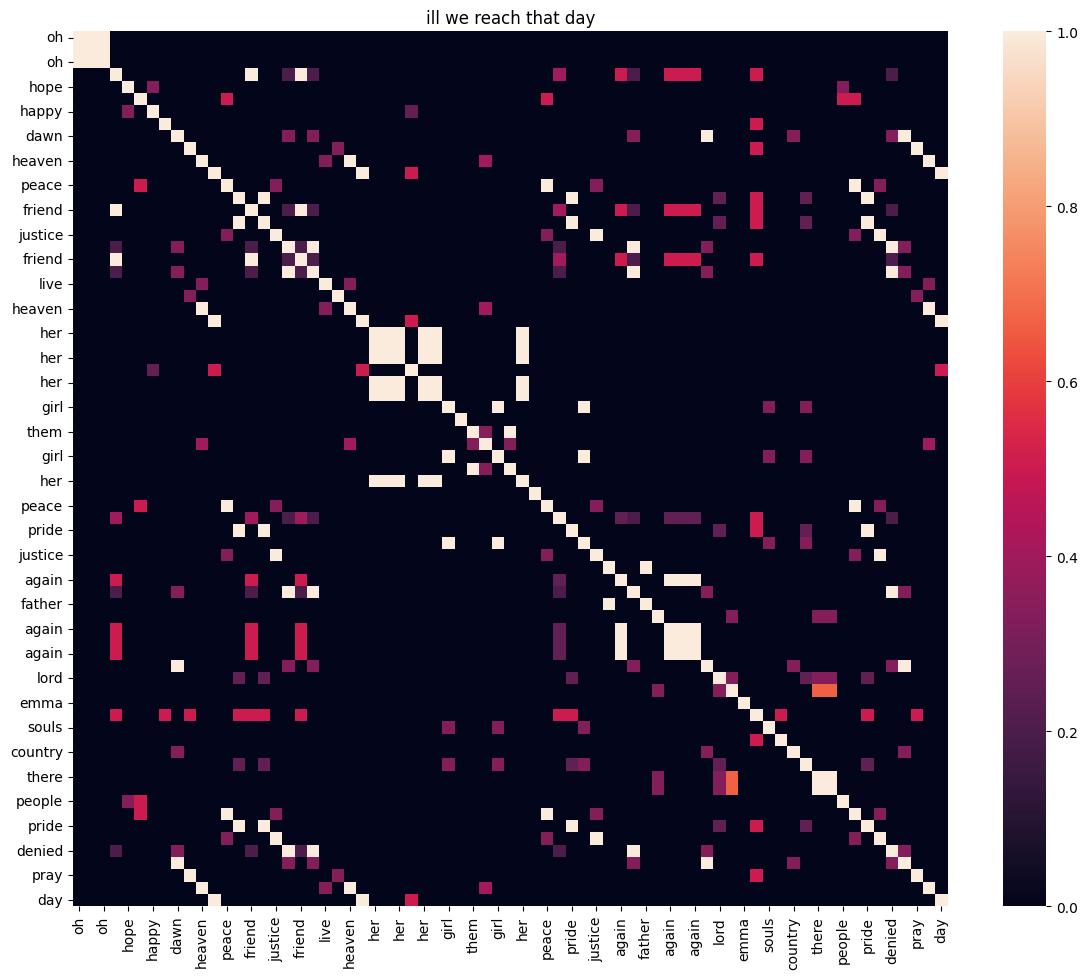 ill we reach that day
oh
oh
hope
happy
dawn
heaven
peace
friend
justice
friend
live
heaven
her
her
her
girl
them
girl
her
peace
pride
justice
again
father
again
again
lord
emma
souls
country
there
people
pride
denied
pray
day
oh
oh
hope
happy
dawn
heaven
peace
friend
justice
friend
live
heaven
her
her
her
girl
them
girl
her
peace
pride
justice
again
father
again
again
lord
emma
souls
country
there
people
pride
denied
pray
day
1.0
0.8
0.6
0.4
0.2
0.0